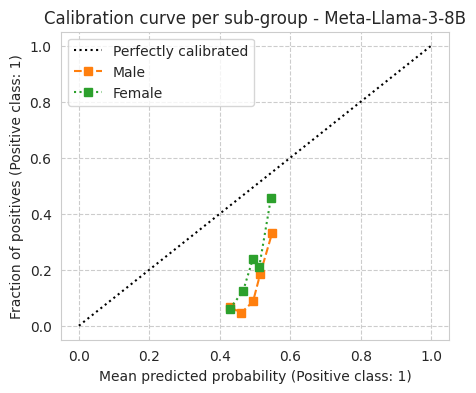 Calibration curve per sub-group - Meta-Llama-3-8B
Perfectly calibrated
Male
Female
Fraction of positives (Positive class: 1)
1.0
0.8
0.6
0.4
0.2
0.0
0.0 0.2 0.4 0.6 0.8 1.0
Mean predicted probability (Positive class: 1)